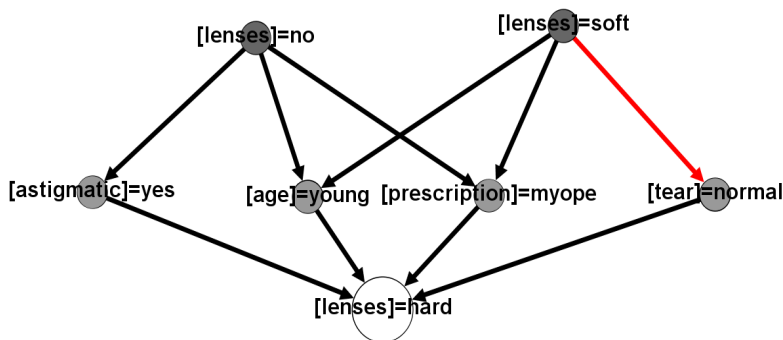 [lenses]=no
[lenses]=soft
[astigmatic]=yes
[age]=young
[prescription]=myope
[tear]=normal
[lenses]=hard